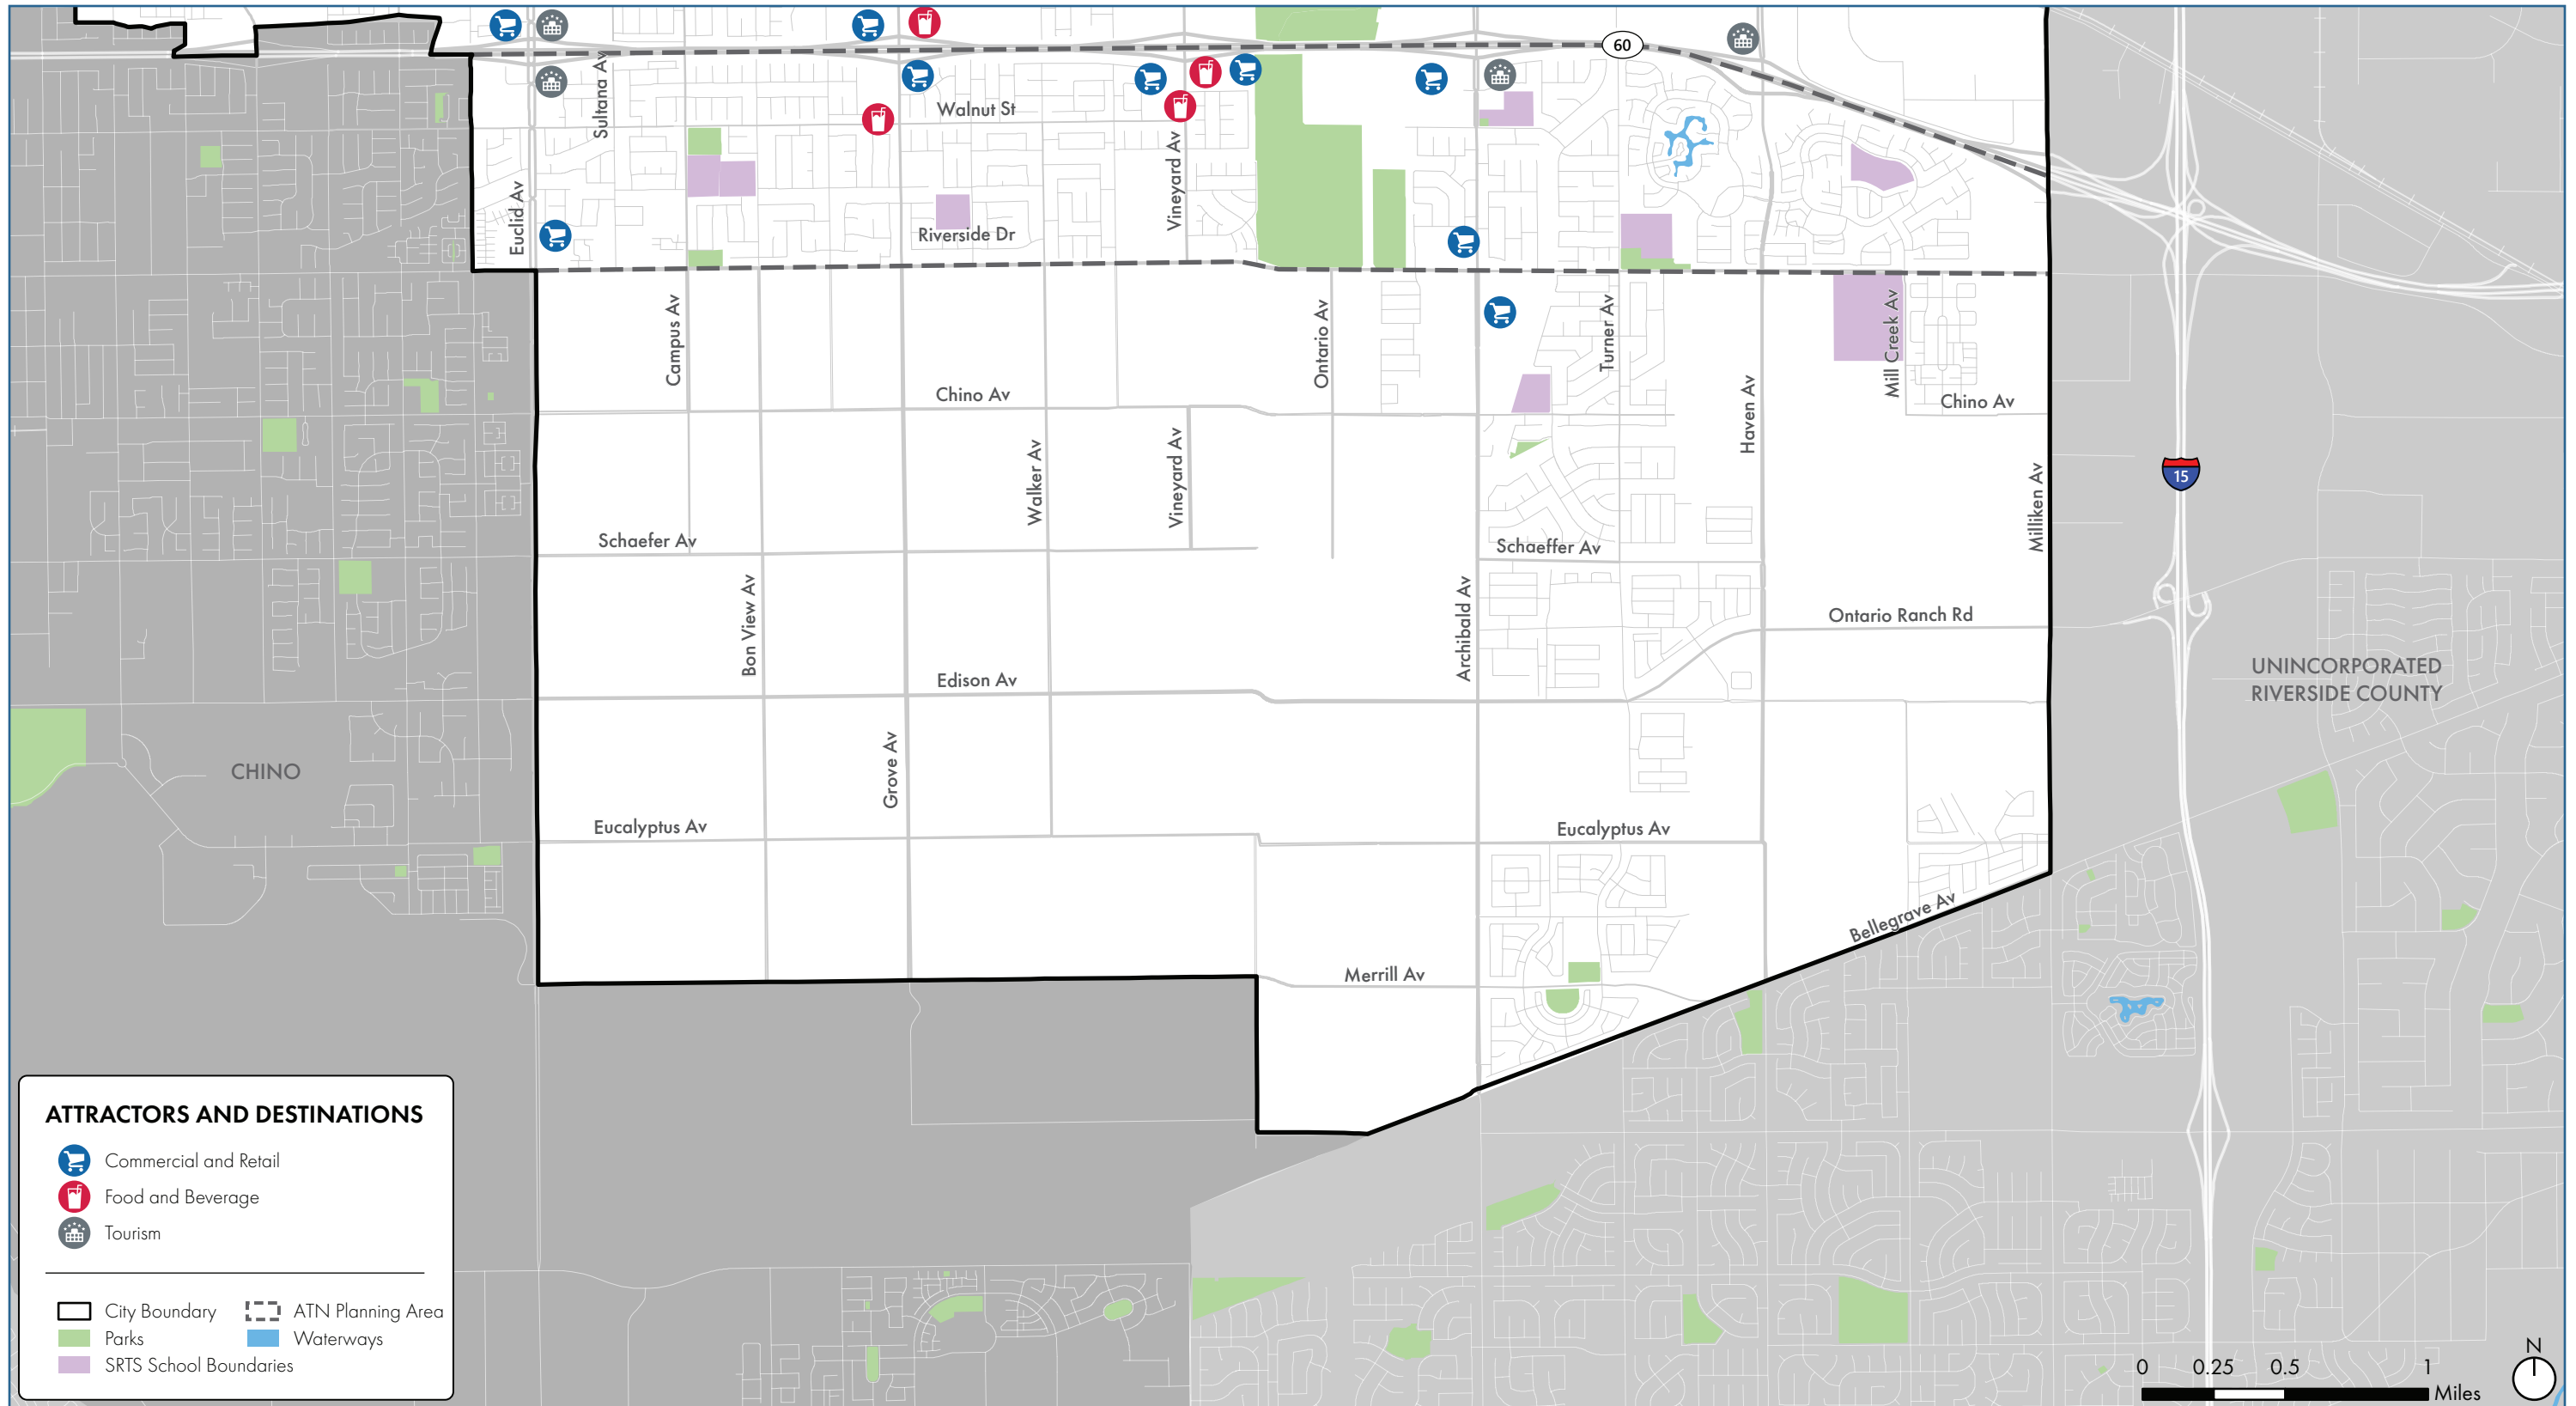 60
Sultana Av
Walnut St
Vineyard Av
Euclid Av
Riverside Dr
Campus Av
Ontario Av
Turner Av
Mill Creek Av
Chino Av
Chino Av
Haven Av
Walker Av
Vineyard Av
Milliken Av
15
Schaefer Av
Schaeffer Av
Bon View Av
Archibald Av
Ontario Ranch Rd
UNINCORPORATED
RIVERSIDE COUNTY
Edison Av
Grove Av
CHINO
Eucalyptus Av
Eucalyptus Av
Bellegrave Av
Merrill Av
ATTRACTORS AND DESTINATIONS
Commercial and Retail
Food and Beverage
Tourism
City Boundary
ATN Planning Area
Parks
Waterways
SRTS School Boundaries
N
0 0.25 0.5 1
Miles